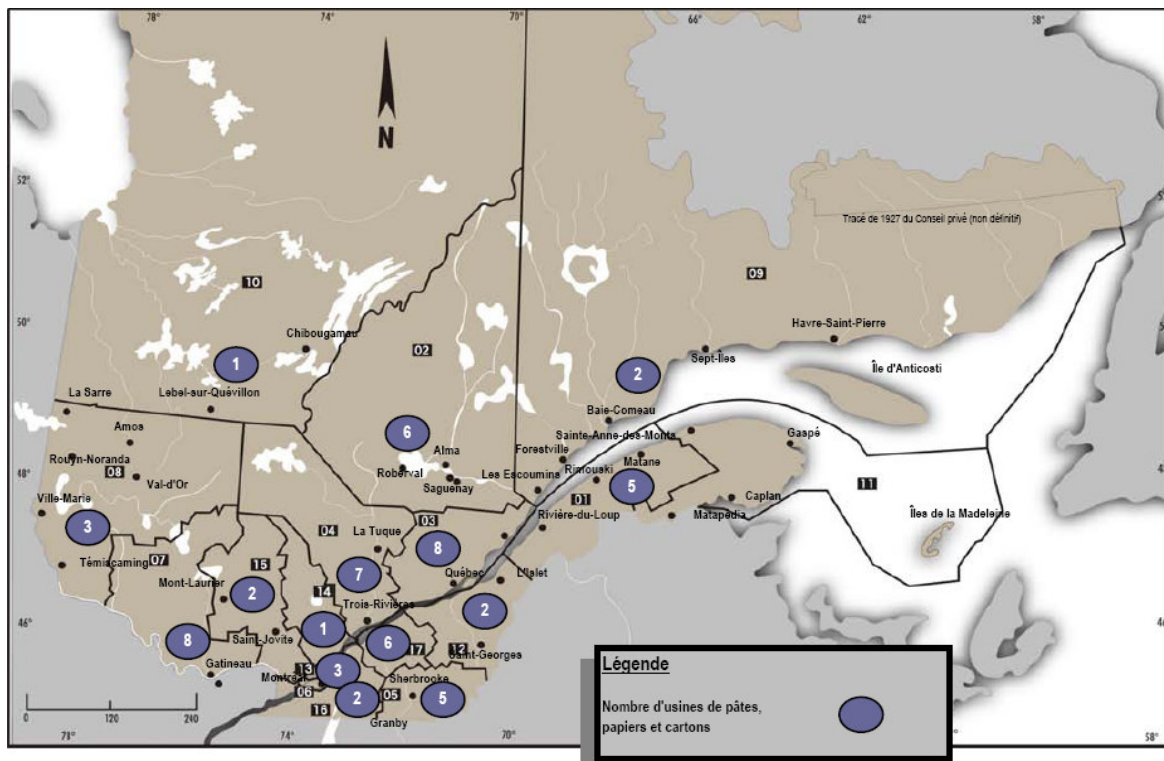 78° 74° 70° 66° 62° 58°
52°
Tracé de 1927 du Conseil privé (non définitif)
10
09
50°
Chibougamau
02
Havre-Saint-Pierre
Sept-Îles
1
2
Île d'Anticosti
La Sarre
Lebel-sur-Quévillon
Baie-Comeau
Amos
6
Sainte-Anne-des-Monts
Gaspé
Rouyn-Noranda
Alma
Forestville
Matane
48°
08
Roberval
Les Escoumins
Rimouski
Val-d'Or
Saguenay
5
11
Ville-Marie
01
Caplan
3
04
03
Rivière-du-Loup
Matapédia
Îles de la Madeleine
La Tuque
8
Témiscaming
07
15
7
Québec
L'Islet
Mont-Laurier
2
14
Trois-Rivières
2
46°
1
6
8
Saint-Jovite
17
12
Saint-Georges
Gatineau
13
3
Montréal
06
2
05
Sherbrooke
5
16
Granby
0 120 240
78° 74° 70° 58°
N
Légende
Nombre d'usines de pâtes,
papiers et cartons